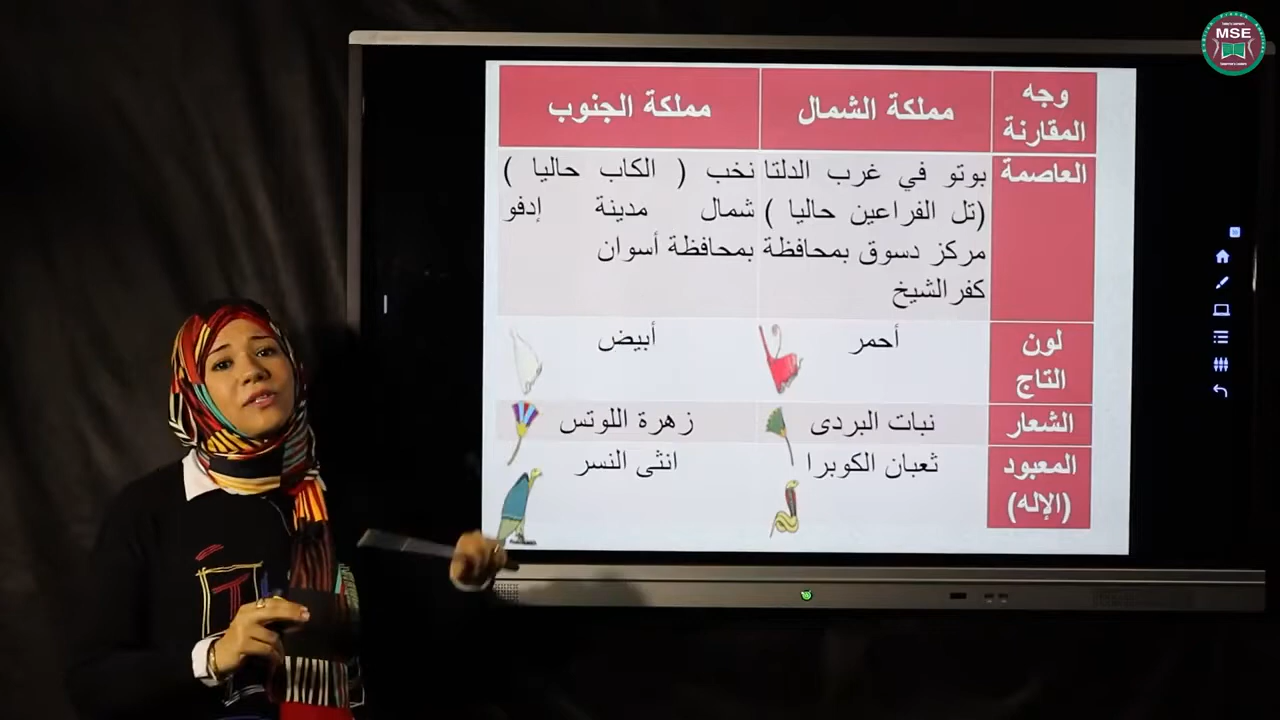 MSE
وجه المقارنة
مملكة الشمال
مملكة الجنوب
العاصمة
بوتو في غرب الدلتا
(تل الفراعين حاليا )
مركز دسوق بمحافظة
كفرالشيخ
نخب ( الكاب حاليا )
شمال مدينة إدفو
بمحافظة أسوان
لون التاج
أحمر
أبيض
الشعار
نبات البردى
زهرة اللوتس
المعبود
(الإله)
ثعبان الكوبرا
انثى النسر